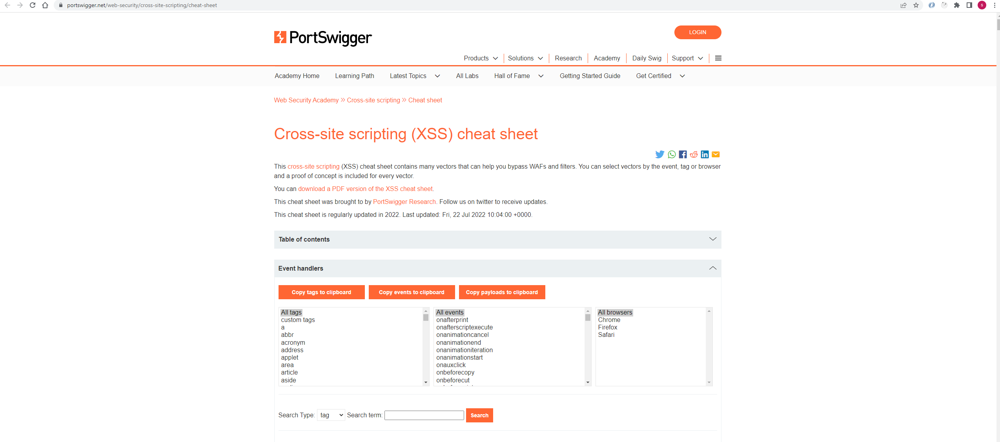 portswigger.net/web-security/cross-site-scripting/cheat-sheet
S
PortSwigger
LOGIN
Products Solutions Research Academy Daily Swig Support
Academy Home Learning Path Latest Topics All Labs Hall of Fame Getting Started Guide Get Certified
Web Security Academy » Cross-site scripting » Cheat sheet
Cross-site scripting (XSS) cheat sheet
This cross-site scripting (XSS) cheat sheet contains many vectors that can help you bypass WAFs and filters. You can select vectors by the event, tag or browser
and a proof of concept is included for every vector.
You can download a PDF version of the XSS cheat sheet.
This cheat sheet was brought to by PortSwigger Research. Follow us on twitter to receive updates.
This cheat sheet is regularly updated in 2022. Last updated: Fri, 22 Jul 2022 10:04:00 +0000.
Table of contents
Event handlers
Copy tags to clipboard Copy events to clipboard Copy payloads to clipboard
All tags
custom tags
a
abbr
acronym
address
applet
area
article
aside
All events
onafterprint
onafterscriptexecute
onanimationcancel
onanimationend
onanimationiteration
onanimationstart
onauxclick
onbeforecopy
onbeforecut
All browsers
Chrome
Firefox
Safari
Search Type: tag Search term: Search